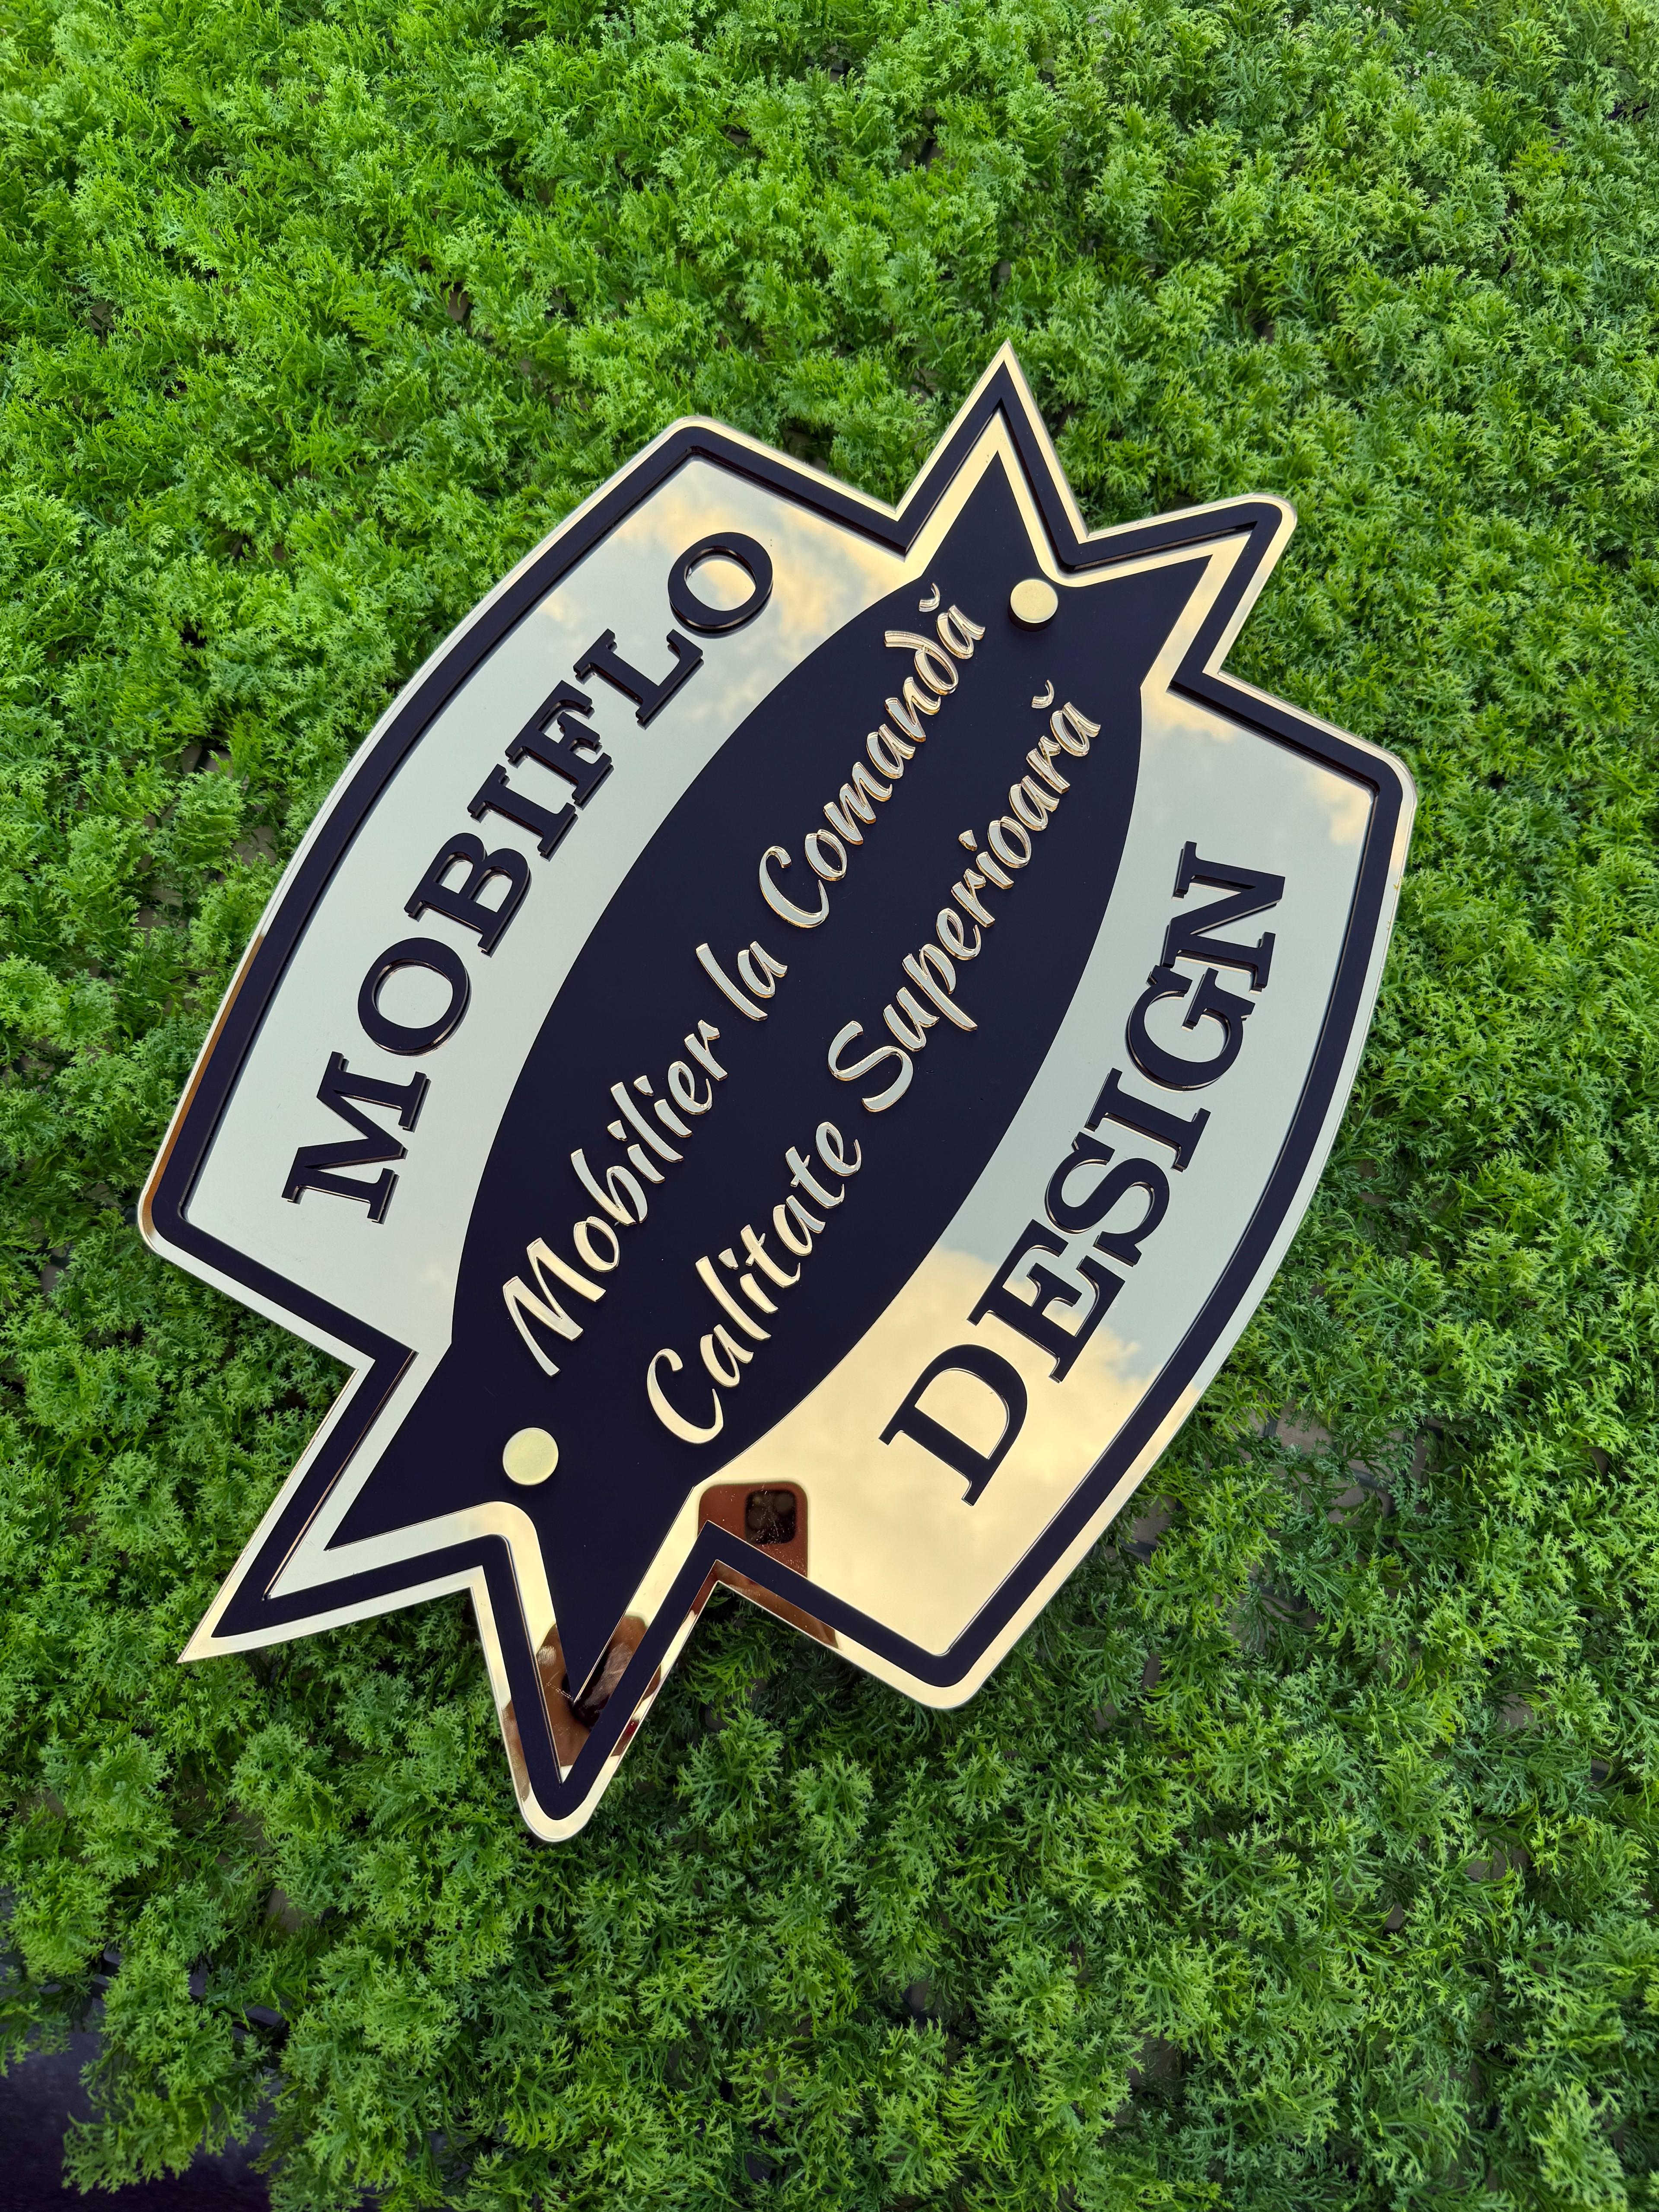 MOBIFLO
Mobilier la Comandă
Calitate Superioară
DESIGN